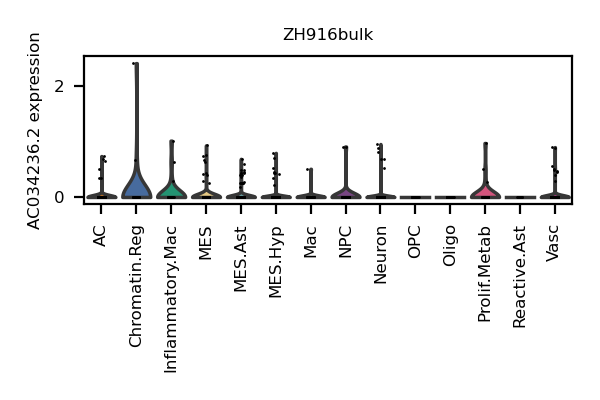 ZH916bulk
AC034236.2 expression
2
0
AC
Chromatin.Reg
Inflammatory.Mac
MES
MES.Ast
MES.Hyp
Mac
NPC
Neuron
OPC
Oligo
Prolif.Metab
Reactive.Ast
Vasc